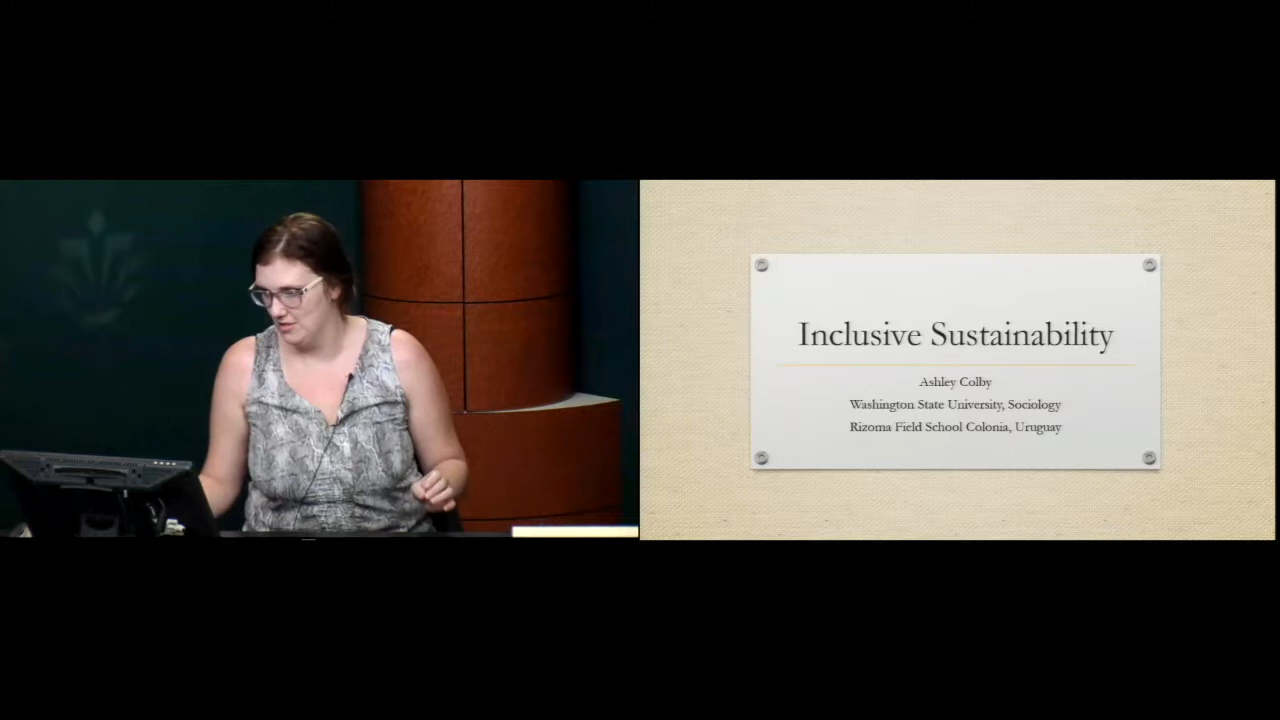 Inclusive Sustainability
Ashley Colby
Washington State University, Sociology
Rizoma Field School Colonia, Uruguay